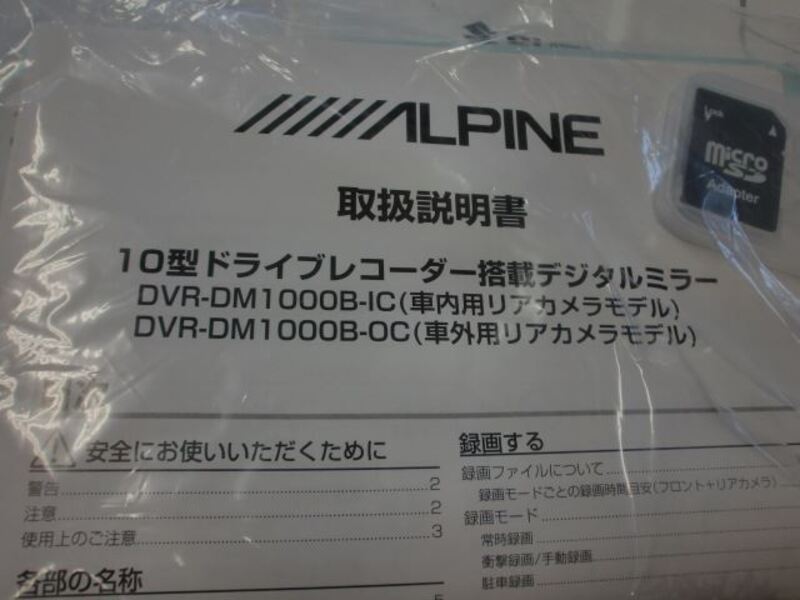 ALPINE
micro
SD
Adapter
取扱説明書
10型ドライブレコーダー搭載デジタルミラー
DVR-DM1000B-IC(車内用リアカメラモデル)
DVR-DM1000B-OC(車外用リアカメラモデル)
目次
安全にお使いいただくために
警告 2
注意 2
使用上のご注意 3
各部の名称
5
録画する
録画ファイルについて
録画モードごとの録画時間目安(フロント+リアカメラ)
録画モード
常時録画
衝撃録画/手動録画
駐車録画